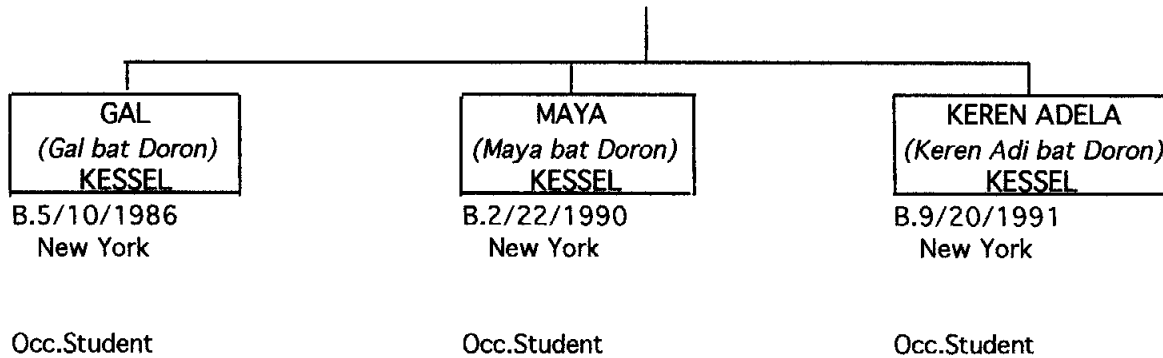 GAL
(Gal bat Doron)
KESSEL
B.5/10/1986
New York
Occ.Student
MAYA
(Maya bat Doron)
KESSEL
B.2/22/1990
New York
Occ.Student
KEREN ADELA
(Keren Adi bat Doron)
KESSEL
B.9/20/1991
New York
Occ.Student